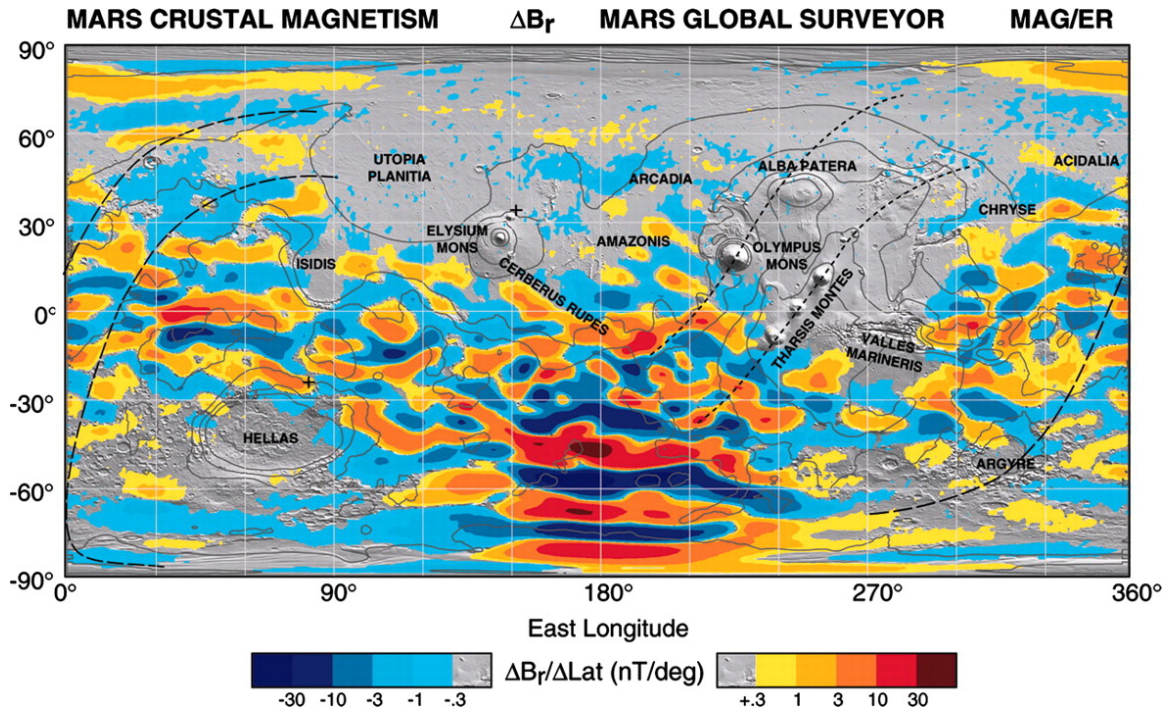 MARS CRUSTAL MAGNETISM ΔBr MARS GLOBAL SURVEYOR MAG/ER
90°
60°
30°
0°
-30°
-60°
-90°
UTOPIA
PLANITIA
ARCADIA
ALBA PATERA
ACIDALIA
CHRYSE
ELYSIUM
MONS
AMAZONIS
OLYMPUS
MONS
ISIDIS
CERBERUS RUPES
THARSIS MONTES
VALLES
MARINERIS
HELLAS
ARGYRE
0° 90° 180° 270° 360°
East Longitude
ΔBr/ΔLat (nT/deg)
-30 -10 -3 -1 -.3
+.3 1 3 10 30